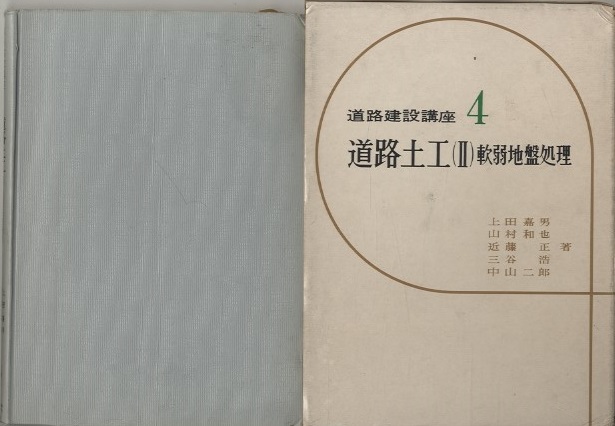 道路建設講座 4
道路土工(Ⅱ)軟弱地盤処理
上田嘉男
山村和也
近藤正 著
三谷浩
中山二郎